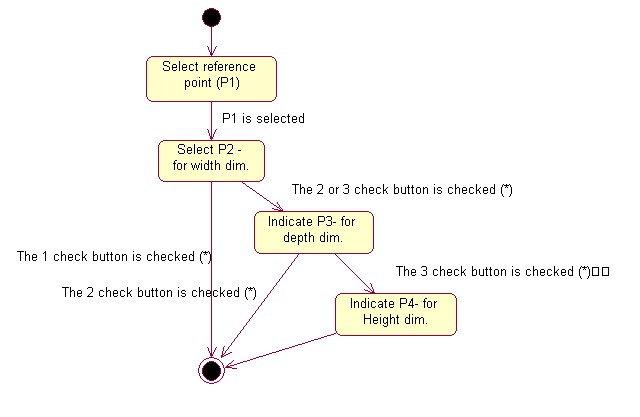 Select reference
point (P1)
P1 is selected
Select P2 -
for width dim.
The 2 or 3 check button is checked (*)
Indicate P3- for
depth dim.
The 1 check button is checked (*)
The 3 check button is checked (*)
The 2 check button is checked (*)
Indicate P4- for
Height dim.